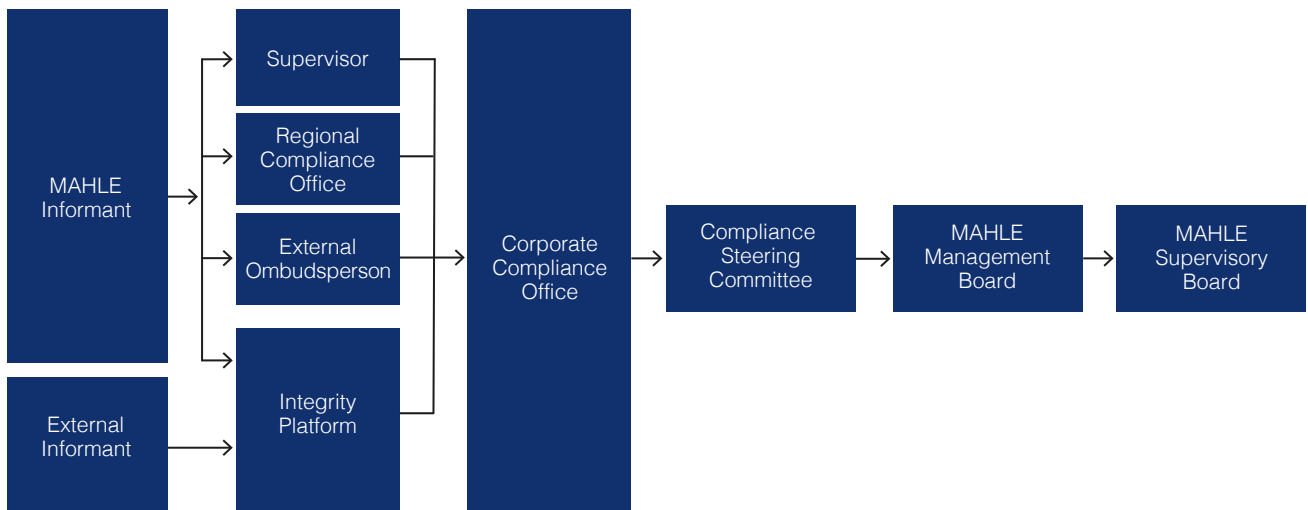 MAHLE
Informant
External
Informant
Supervisor
Regional
Compliance
Office
External
Ombudsperson
Integrity
Platform
Corporate
Compliance
Office
Compliance
Steering
Committee
MAHLE
Management
Board
MAHLE
Supervisory
Board